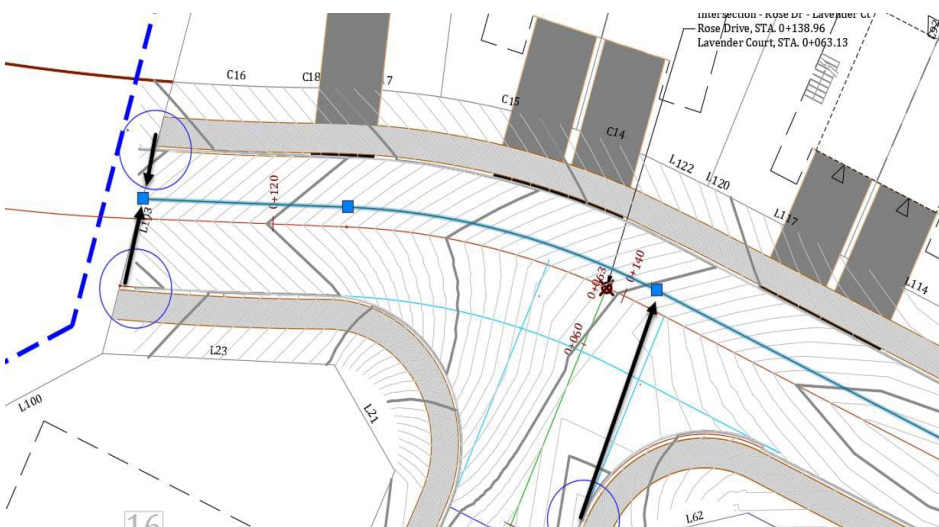 Intersection - Rose Dr - Lavender Ct
Rose Drive, STA. 0+138.96
Lavender Court, STA. 0+063.13
C16
C18
7
C15
C14
L122
L120
L117
L114
0+120
L103
0+140
0+063
0+060
L23
L21
L100
L62
16